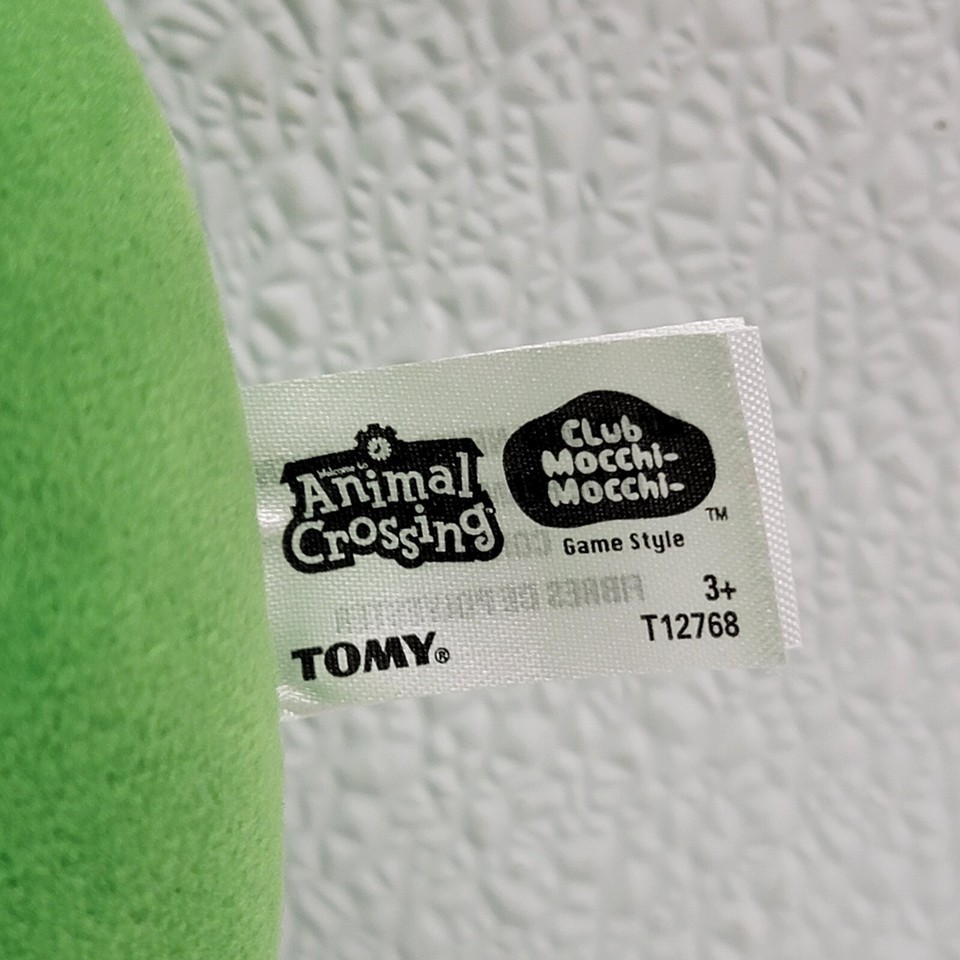 Welcome to
Animal
Crossing
CLub
Mocchi-
Mocchi-
TM
Game Style
3+
T12768
TOMY®